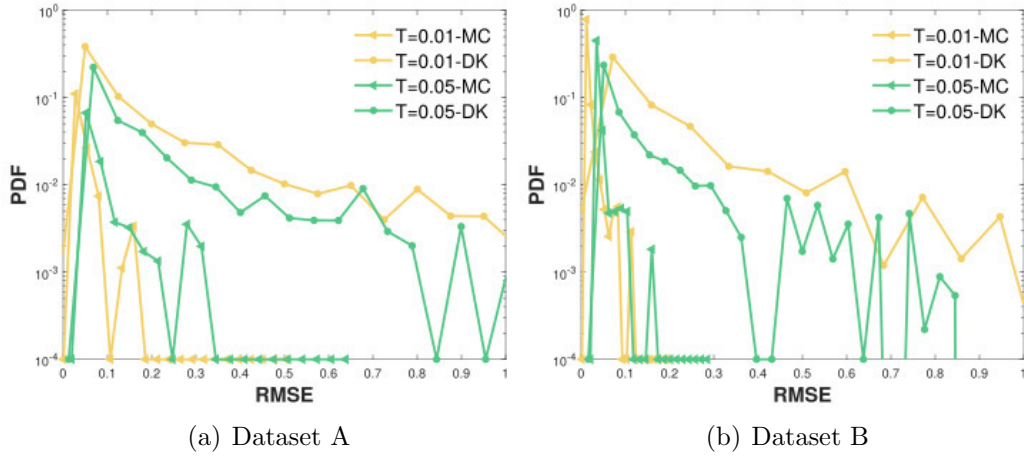 10^0
10^-1
10^-2
10^-3
10^-4
PDF
0 0.1 0.2 0.3 0.4 0.5 0.6 0.7 0.8 0.9 1
RMSE
T=0.01-MC
T=0.01-DK
T=0.05-MC
T=0.05-DK
(a) Dataset A
10^0
10^-1
10^-2
10^-3
10^-4
PDF
0 0.1 0.2 0.3 0.4 0.5 0.6 0.7 0.8 0.9 1
RMSE
T=0.01-MC
T=0.01-DK
T=0.05-MC
T=0.05-DK
(b) Dataset B